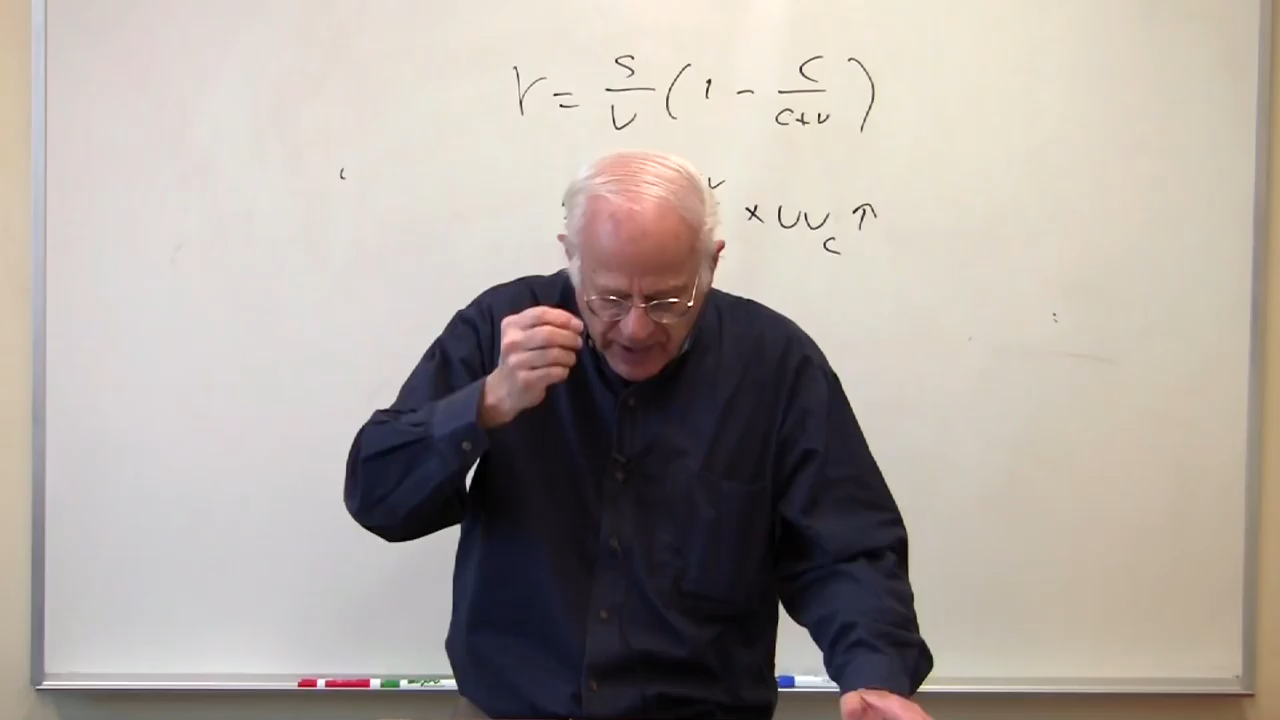 r = s/v (1 - c/(c+v))
v × UV_c ↑